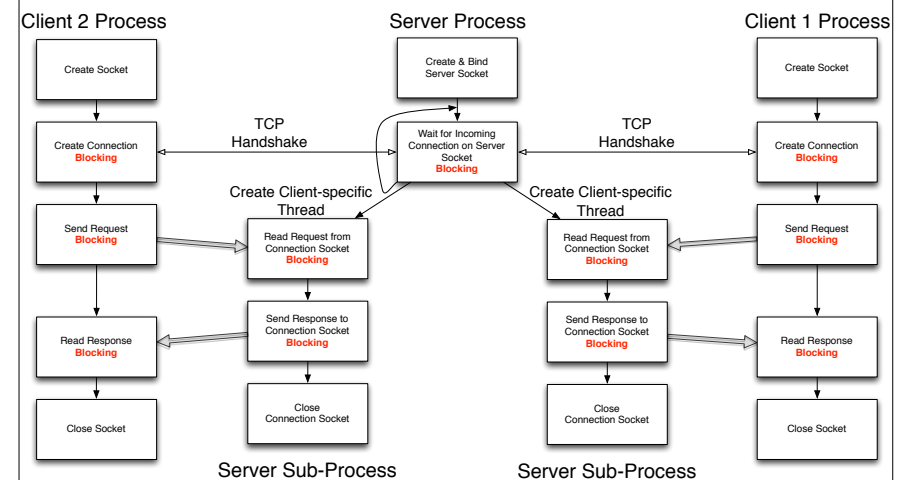 Client 2 Process
Server Process
Client 1 Process
Create Socket
Create & Bind
Server Socket
Create Socket
TCP
Handshake
TCP
Handshake
Create Connection
Blocking
Wait for Incoming
Connection on Server
Socket
Blocking
Create Connection
Blocking
Create Client-specific
Thread
Create Client-specific
Thread
Send Request
Blocking
Read Request from
Connection Socket
Blocking
Read Request from
Connection Socket
Blocking
Send Request
Blocking
Read Response
Blocking
Send Response to
Connection Socket
Blocking
Send Response to
Connection Socket
Blocking
Read Response
Blocking
Close Socket
Close
Connection Socket
Close
Connection Socket
Close Socket
Server Sub-Process
Server Sub-Process